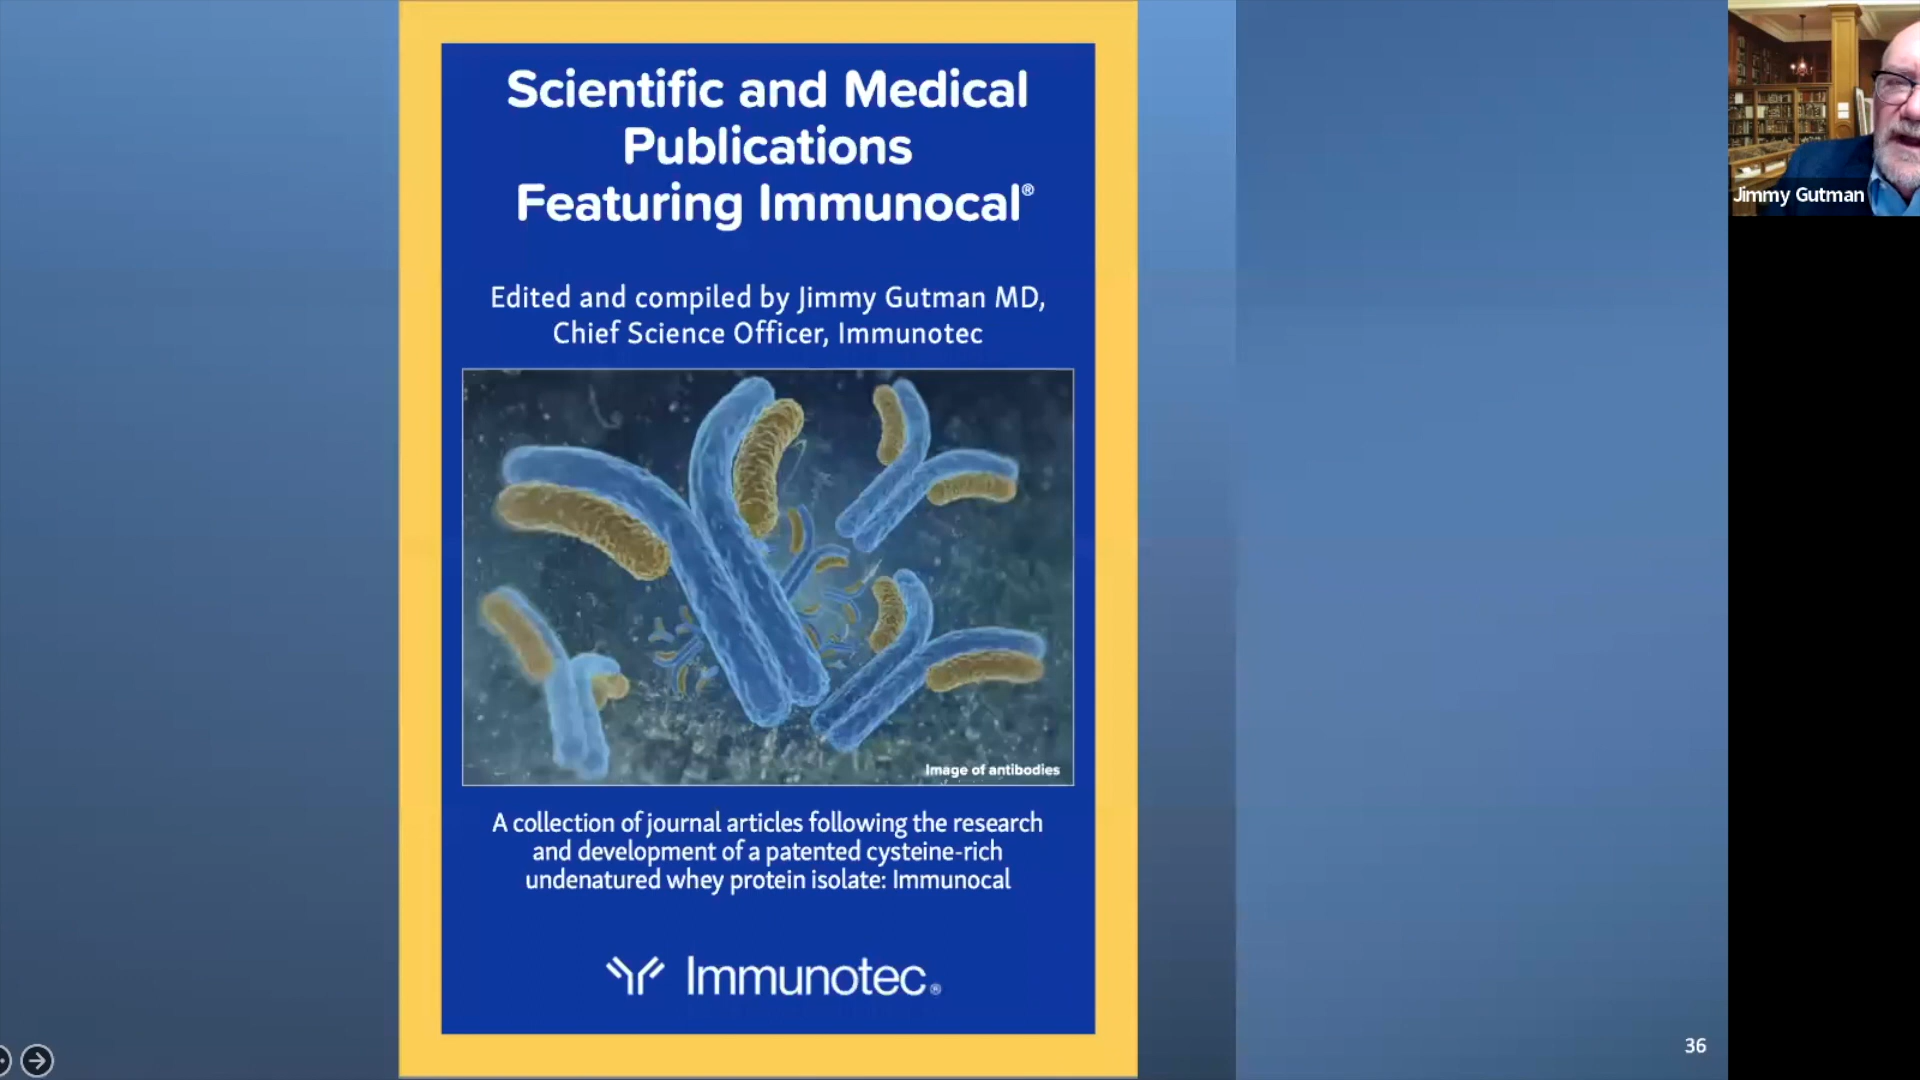 Scientific and Medical
Publications
Featuring Immunocal®
Edited and compiled by Jimmy Gutman MD,
Chief Science Officer, Immunotec
Image of antibodies
A collection of journal articles following the research
and development of a patented cysteine-rich
undenatured whey protein isolate: Immunocal
Immunotec®
36
Jimmy Gutman